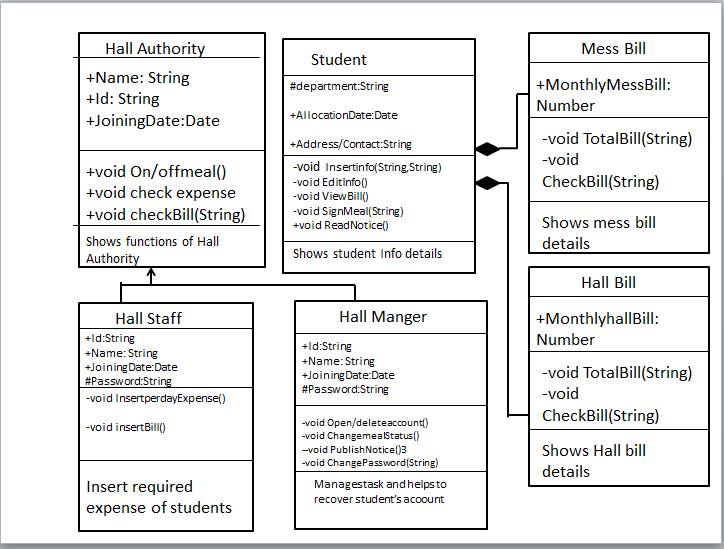 Hall Authority
+Name: String
+Id: String
+JoiningDate:Date
+void On/offmeal()
+void check expense
+void checkBill(String)
Shows functions of Hall
Authority
Student
#department:String
+AllocationDate:Date
+Address/Contact:String
-void Insertinfo(String,String)
-void EditInfo()
-void ViewBill()
-void SignMeal(String)
+void ReadNotice()
Shows student Info details
Mess Bill
+MonthlyMessBill:
Number
-void TotalBill(String)
-void
CheckBill(String)
Shows mess bill
details
Hall Bill
+MonthlyhallBill:
Number
-void TotalBill(String)
-void
CheckBill(String)
Shows Hall bill
details
Hall Staff
+Id:String
+Name: String
+JoiningDate:Date
#Password:String
-void InsertperdayExpense()
-void insertBill()
Insert required
expense of students
Hall Manger
+Id:String
+Name: String
+JoiningDate:Date
#Password:String
-void Open/deleteaccount()
-void ChangemealStatus()
--void PublishNotice()3
-void ChangePassword(String)
Managestask and helps to
recover student's account